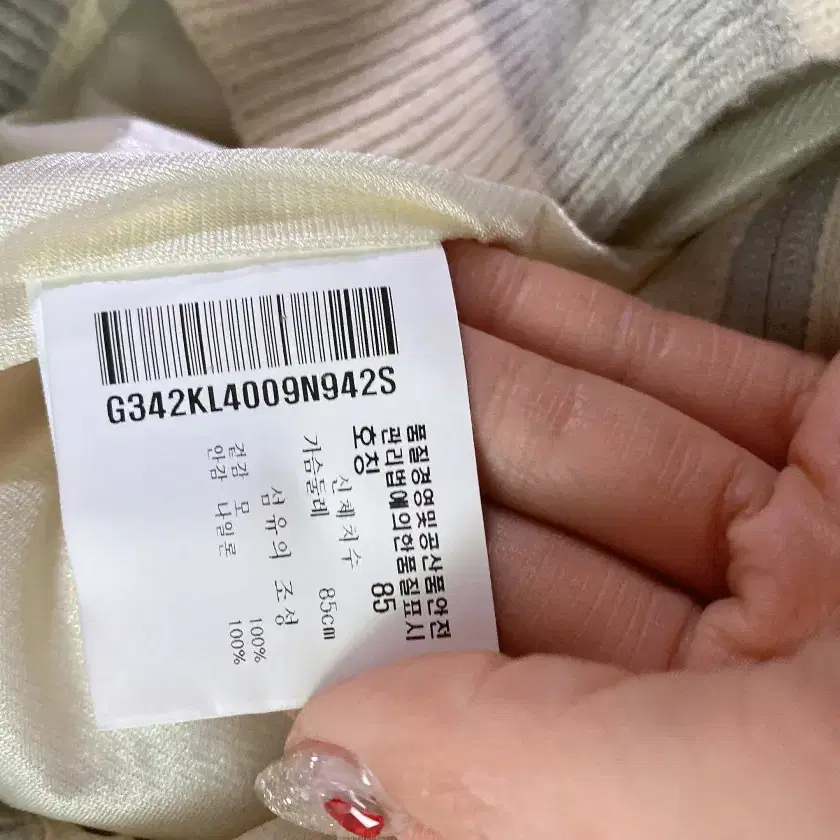 G342KL4009N942S
품질경영및공산품안전
관리법에의한품질표시
호칭 85
신체치수
가슴둘레 85cm
섬유의 조성
겉감 모 100%
안감 나일론 100%